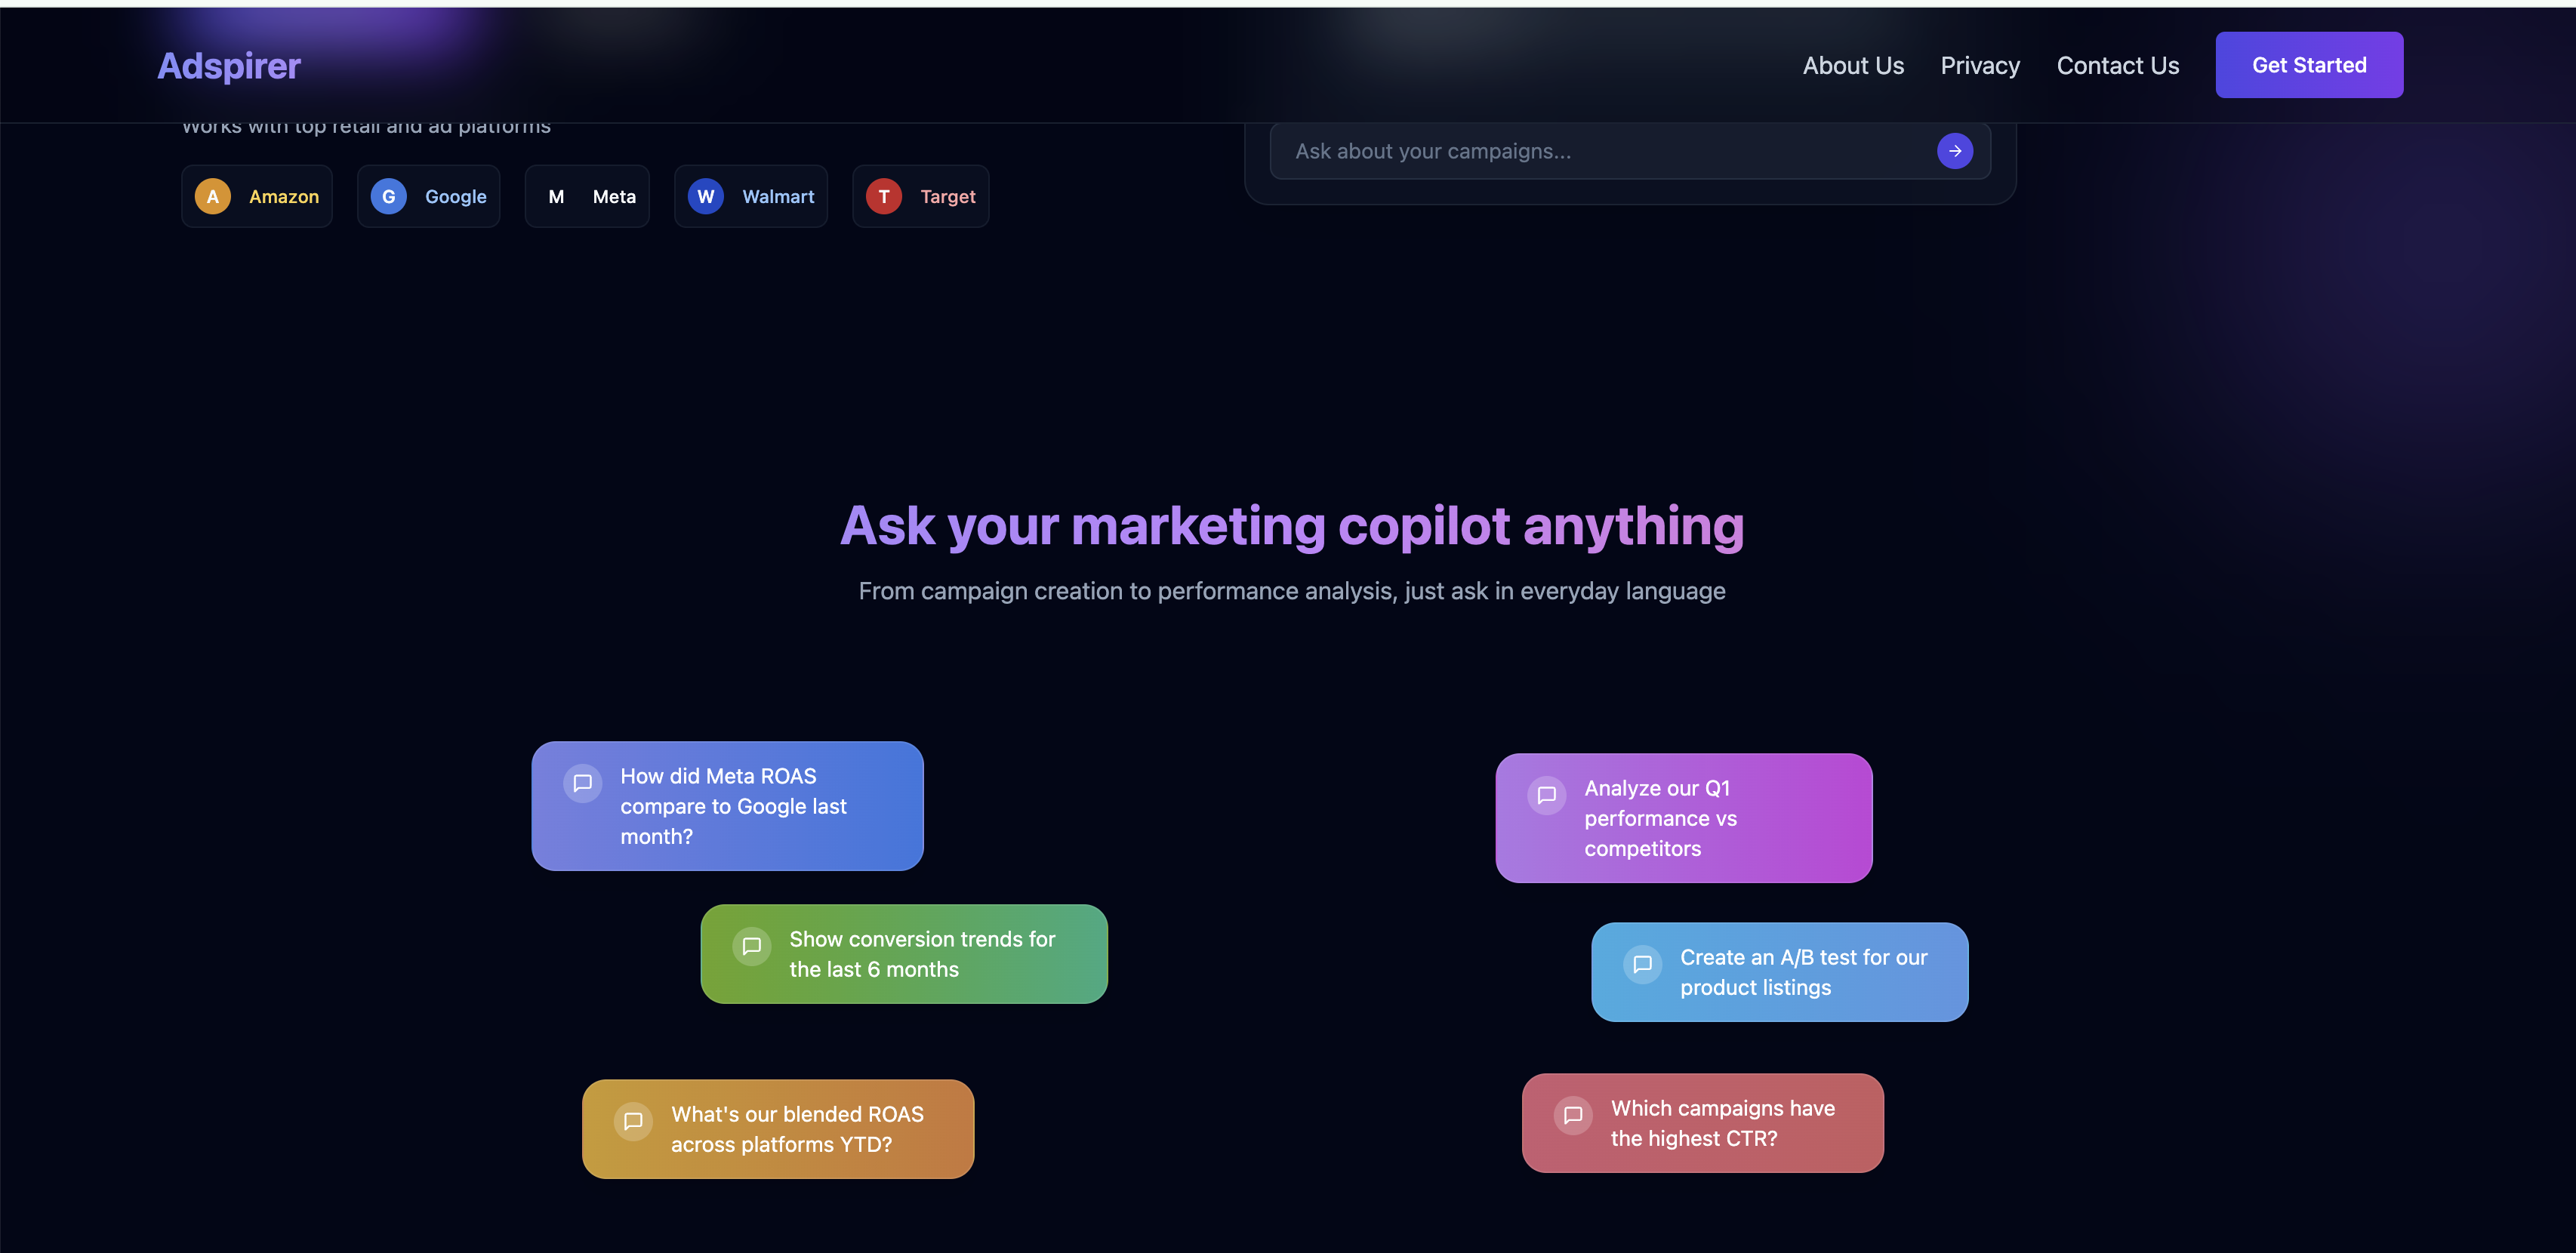 Adspirer
About Us
Privacy
Contact Us
Get Started
Works with top retail and ad platforms
A Amazon
G Google
M Meta
W Walmart
T Target
Ask about your campaigns...
Ask your marketing copilot anything
From campaign creation to performance analysis, just ask in everyday language
How did Meta ROAS
compare to Google last
month?
Analyze our Q1
performance vs
competitors
Show conversion trends for
the last 6 months
Create an A/B test for our
product listings
What's our blended ROAS
across platforms YTD?
Which campaigns have
the highest CTR?